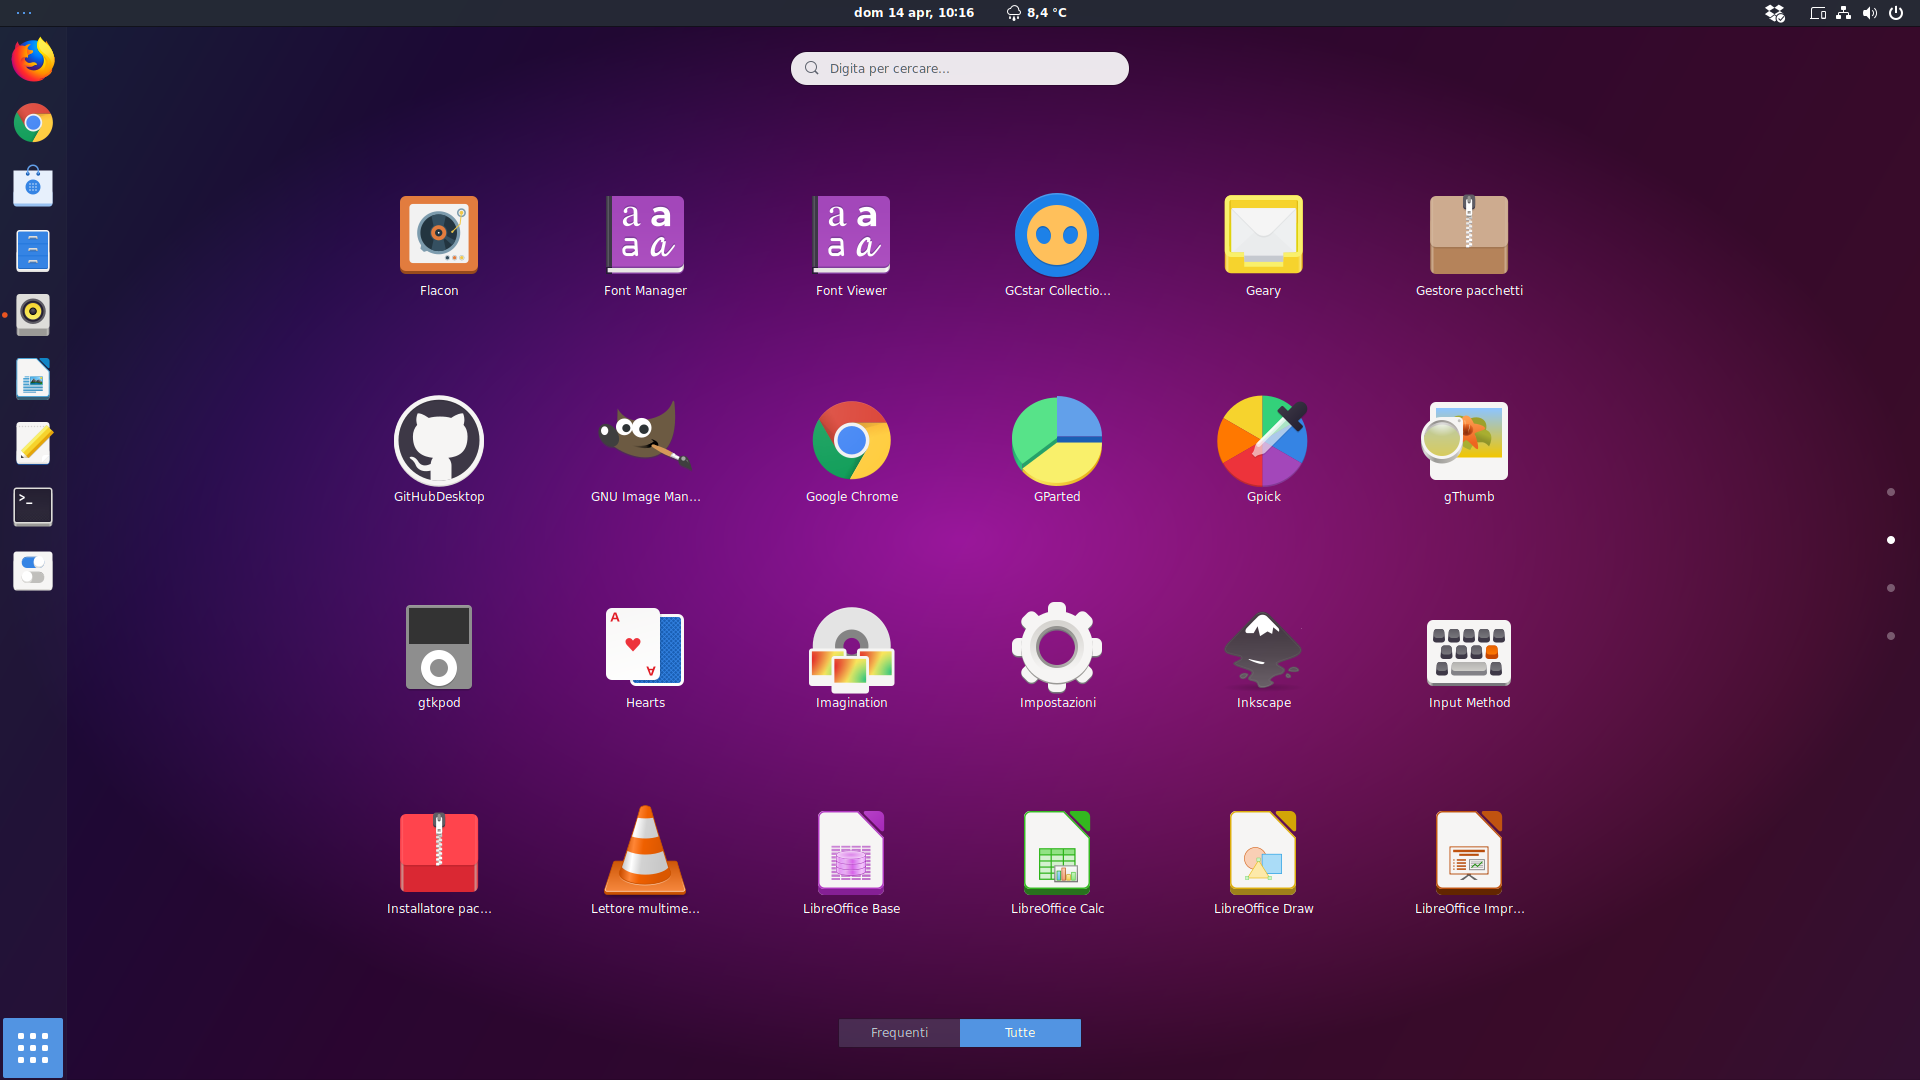 dom 14 apr, 10:16 8,4 °C
Digita per cercare...
Flacon Font Manager Font Viewer GCstar Collectio... Geary Gestore pacchetti
GitHubDesktop GNU Image Man... Google Chrome GParted Gpick gThumb
gtkpod Hearts Imagination Impostazioni Inkscape Input Method
Installatore pac... Lettore multime... LibreOffice Base LibreOffice Calc LibreOffice Draw LibreOffice Impr...
Frequenti Tutte